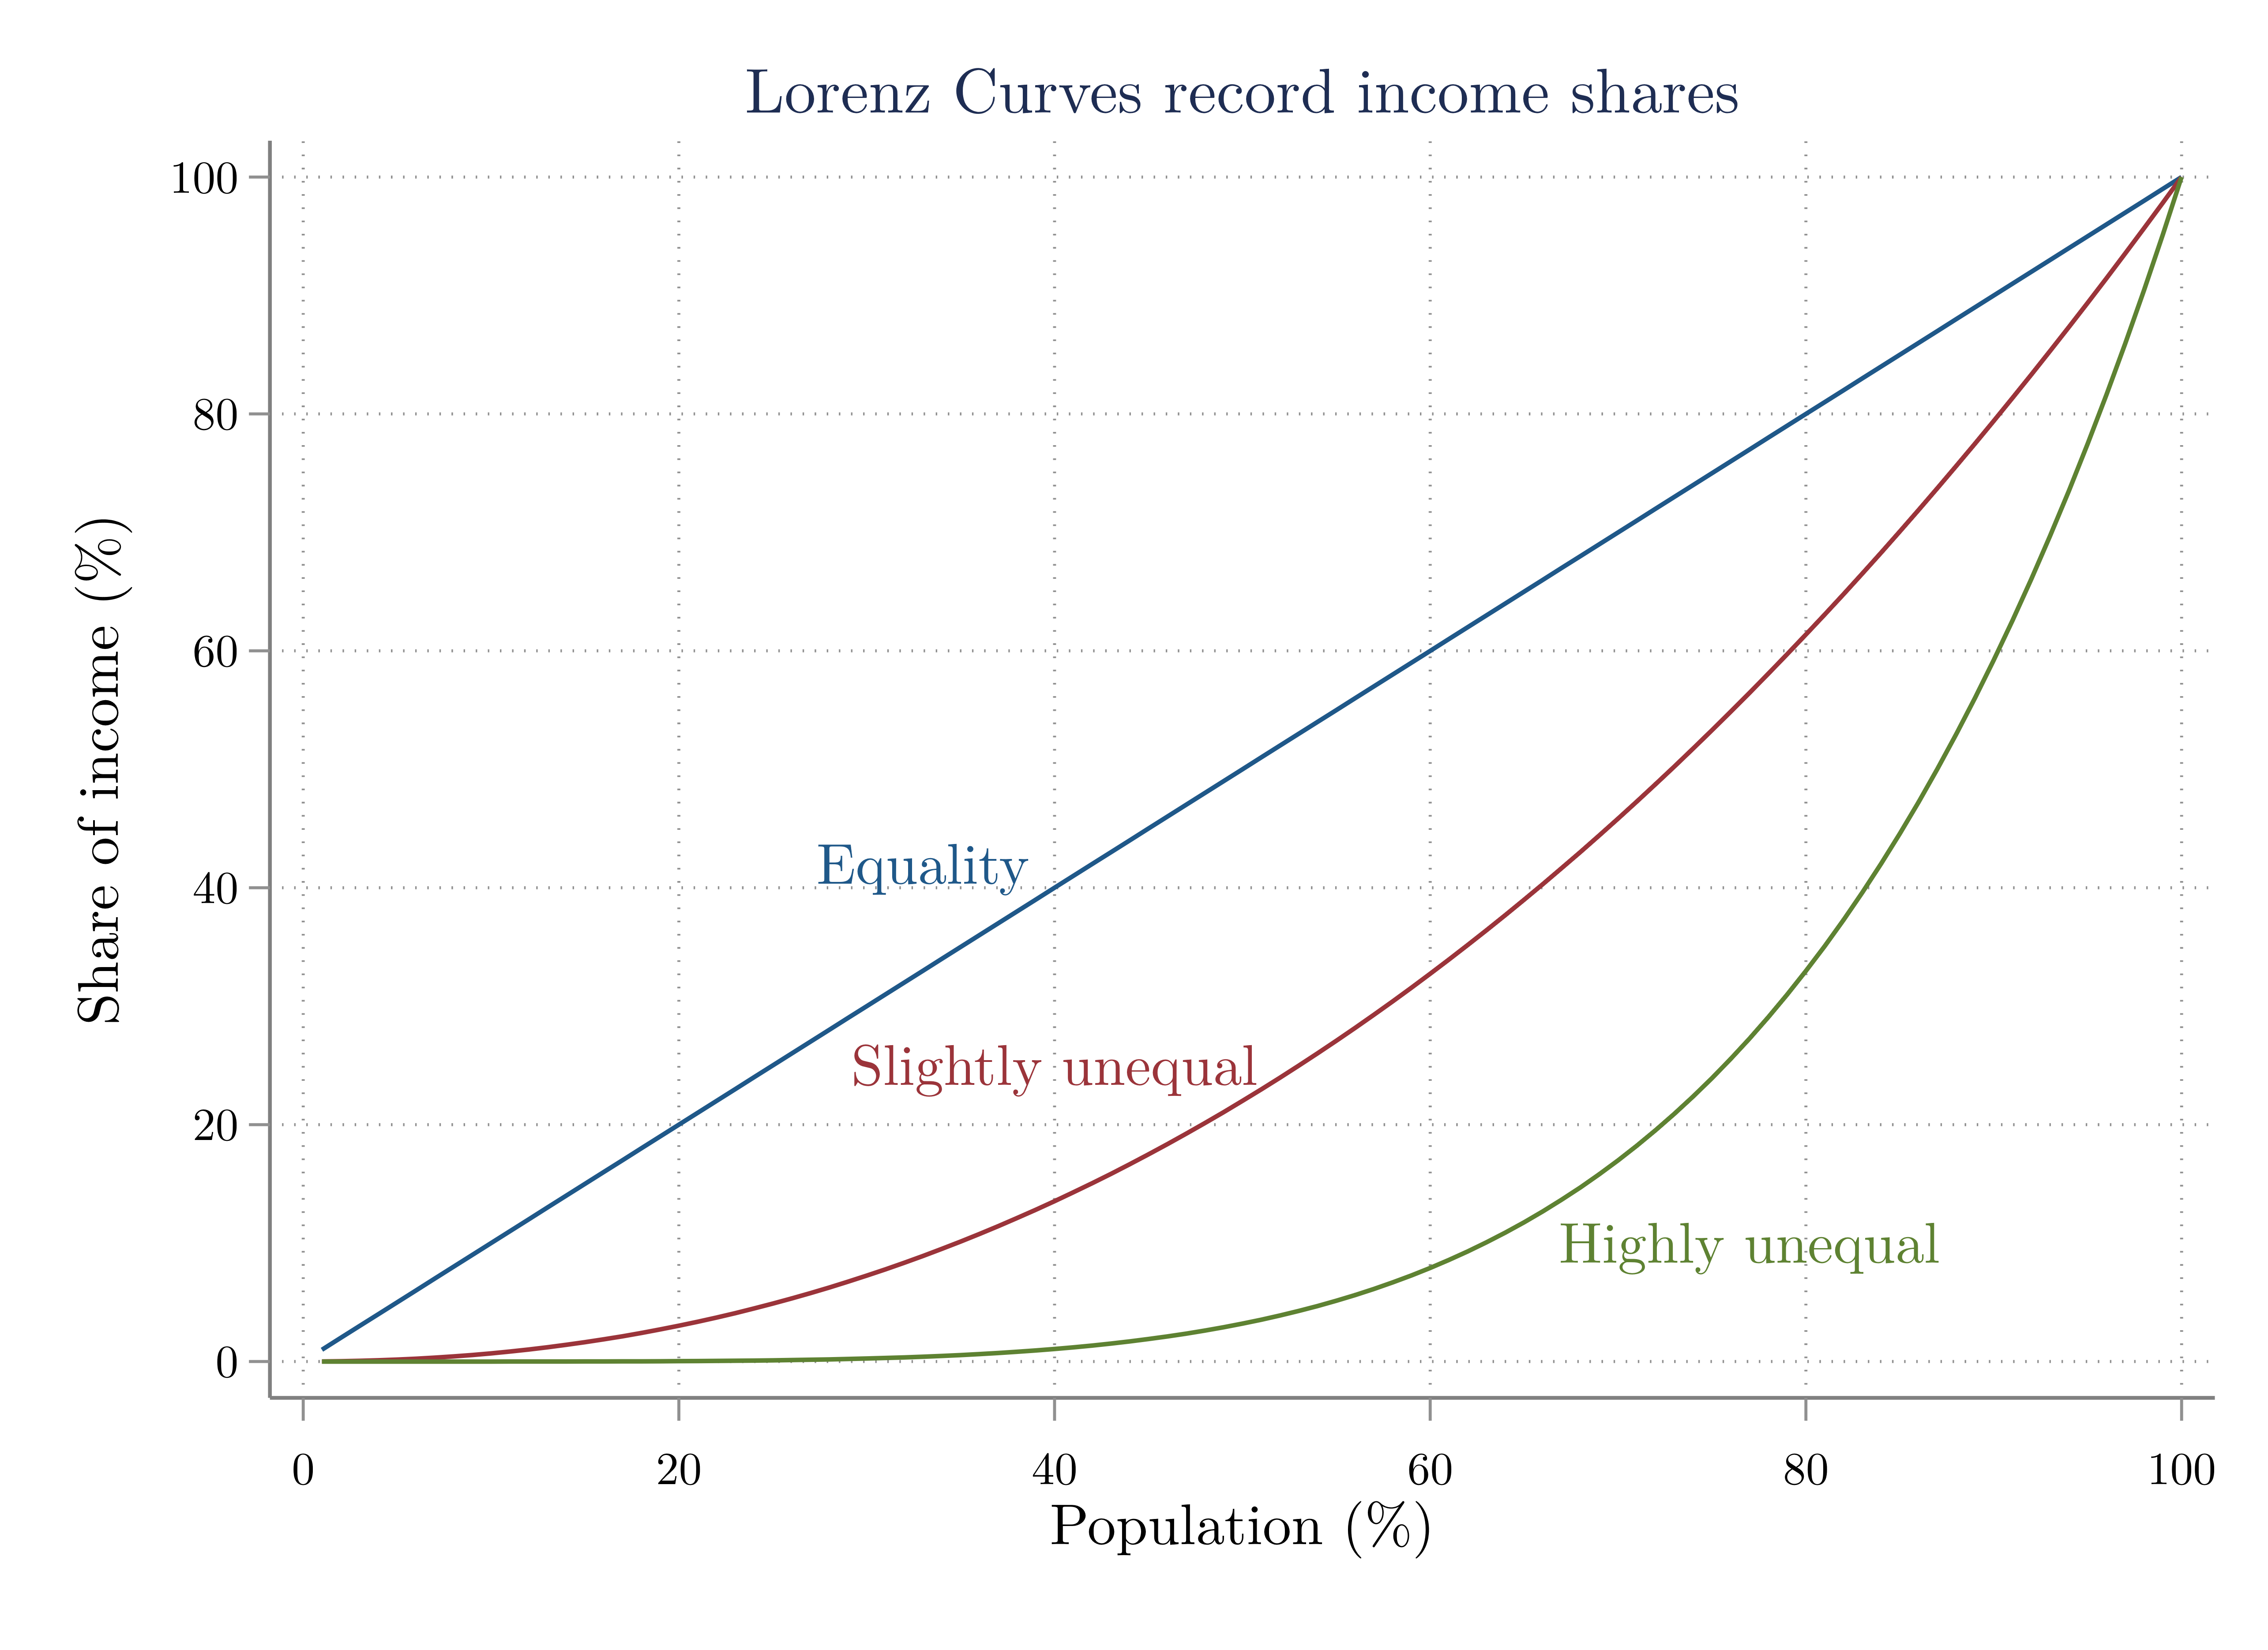 Lorenz Curves record income shares
Share of income (%)
100
80
60
40
20
0
Equality
Slightly unequal
Highly unequal
0 20 40 60 80 100
Population (%)